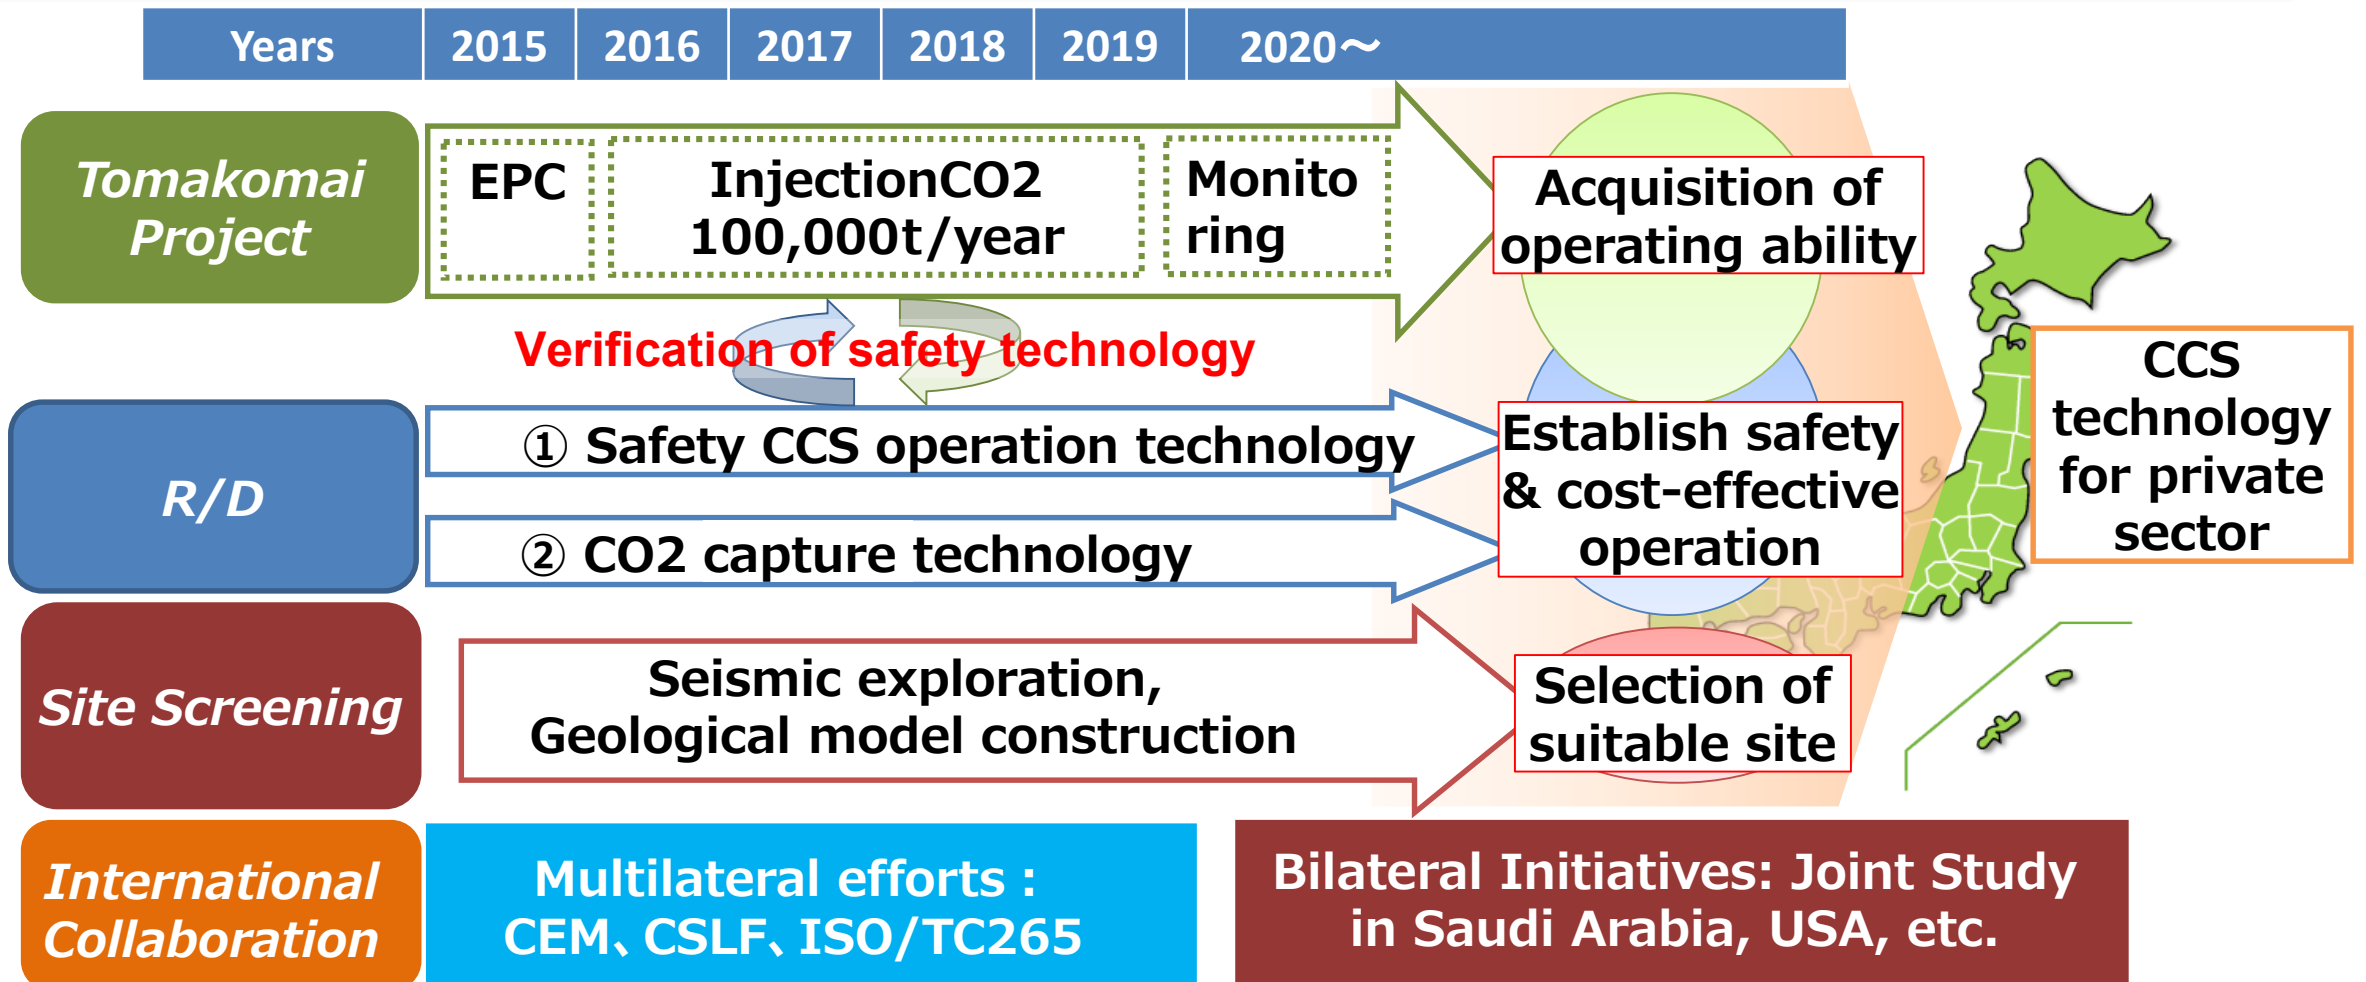 Years 2015 2016 2017 2018 2019 2020～
Tomakomai
Project
EPC
InjectionCO2
100,000t/year
Monito
ring
Acquisition of
operating ability
Verification of safety technology
R/D
① Safety CCS operation technology
② CO2 capture technology
Establish safety
& cost-effective
operation
CCS
technology
for private
sector
Site Screening
Seismic exploration,
Geological model construction
Selection of
suitable site
International
Collaboration
Multilateral efforts：
CEM、CSLF、ISO/TC265
Bilateral Initiatives: Joint Study
in Saudi Arabia, USA, etc.